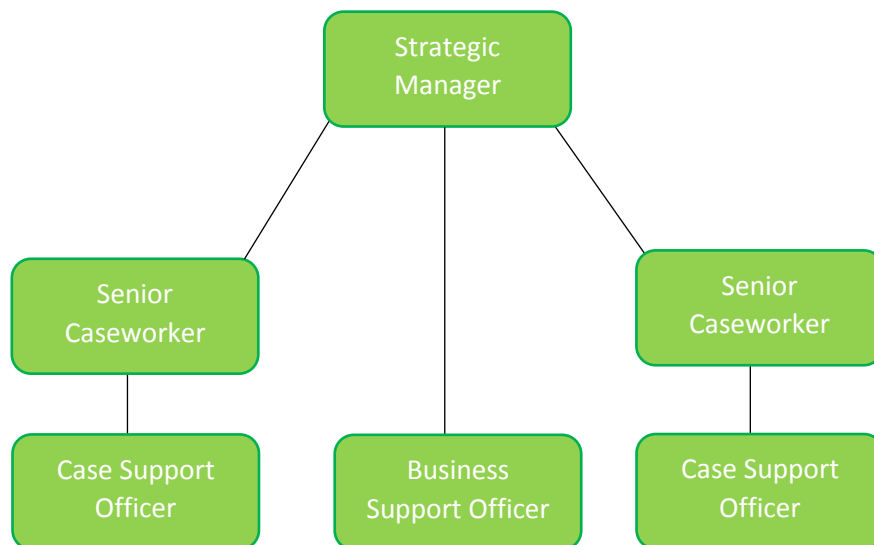 Strategic
Manager
Senior
Caseworker
Senior
Caseworker
Case Support
Officer
Business
Support Officer
Case Support
Officer